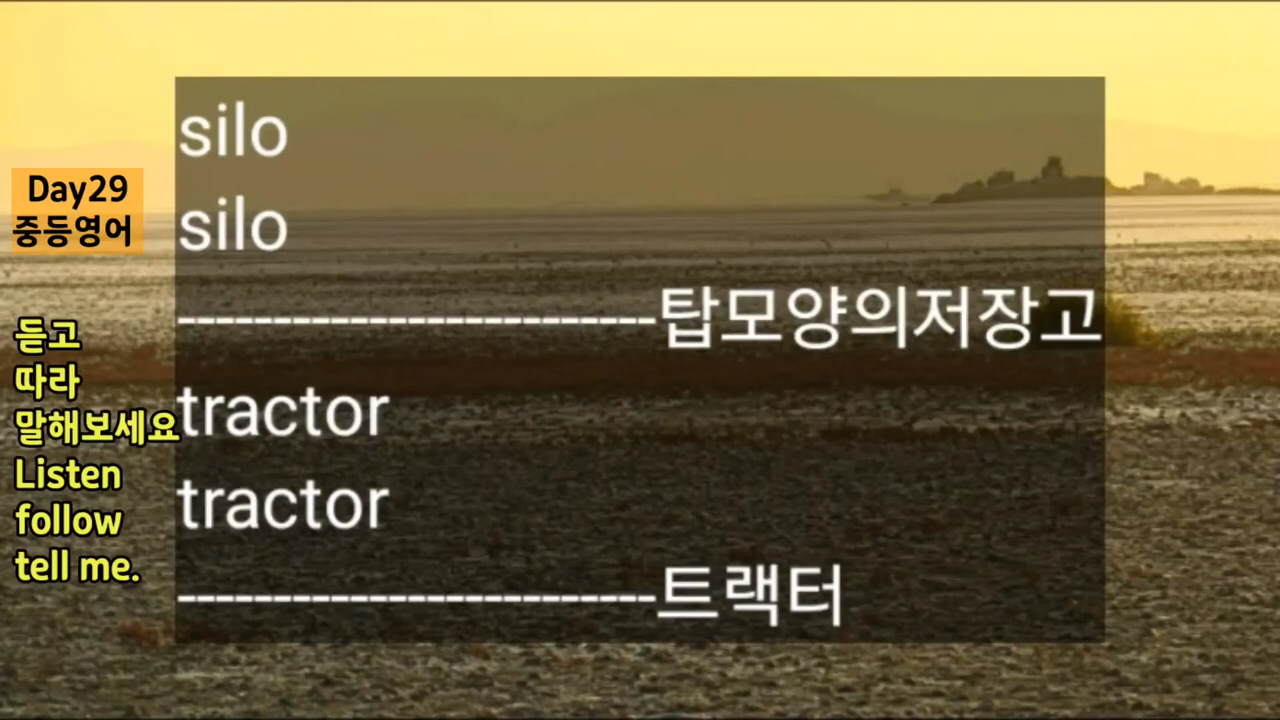 Day29
중등영어
듣고
따라
말해보세요
Listen
follow
tell me.
silo
silo
------------------------탑모양의저장고
tractor
tractor
------------------------트랙터